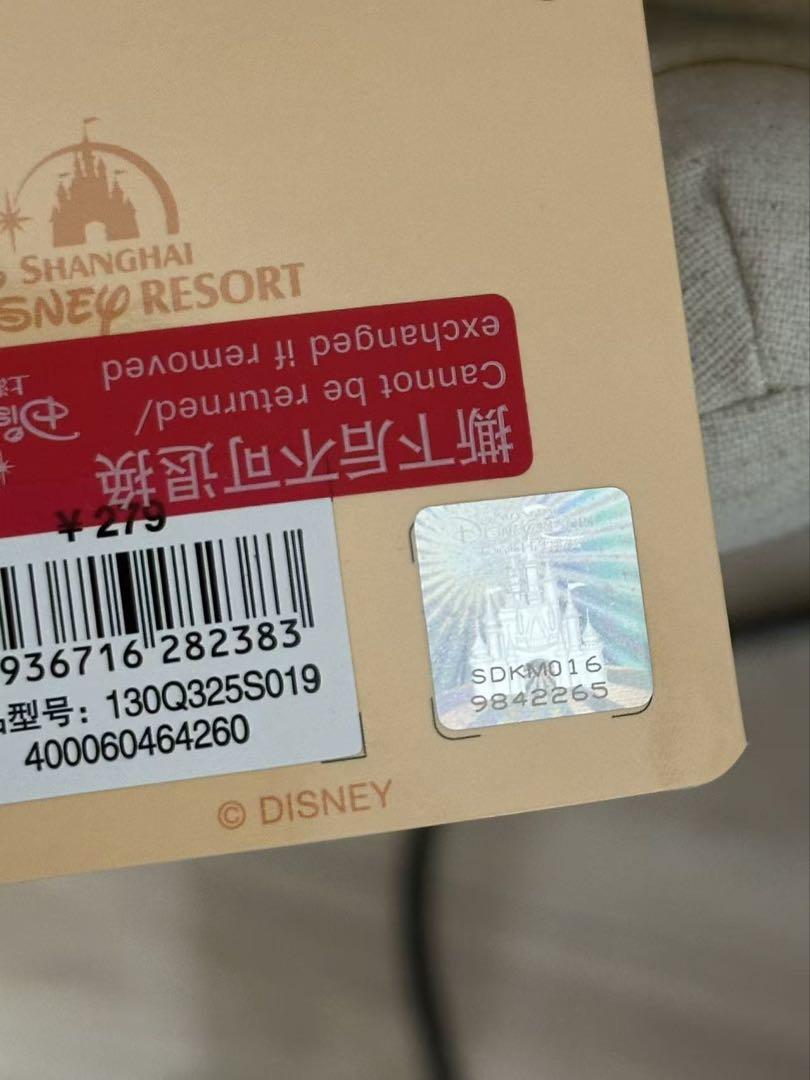 SHANGHAI
DISNEY RESORT
撕下后不可退换
Cannot be returned/
exchanged if removed
Disney
¥ 279
936716 282383
型号: 130Q325S019
400060464260
© DISNEY
SDKM016
9842265